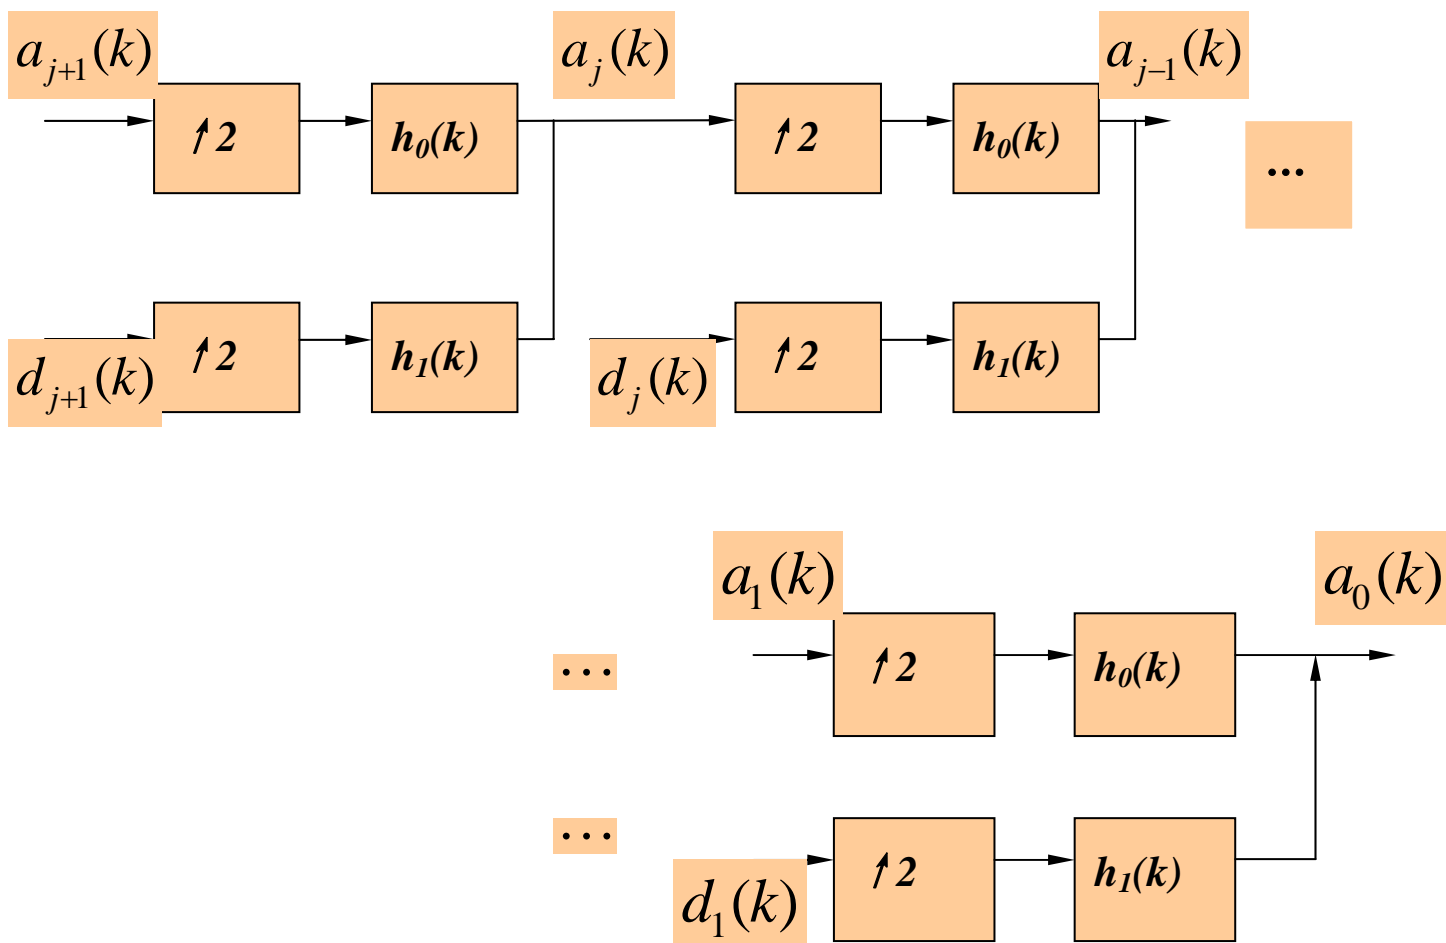 a_{j+1}(k) a_j(k) a_{j-1}(k)
↑2 h_0(k) ↑2 h_0(k) ...
↑2 h_1(k) ↑2 h_1(k)
d_{j+1}(k) d_j(k)
a_1(k) a_0(k)
... ↑2 h_0(k)
... ↑2 h_1(k)
d_1(k)